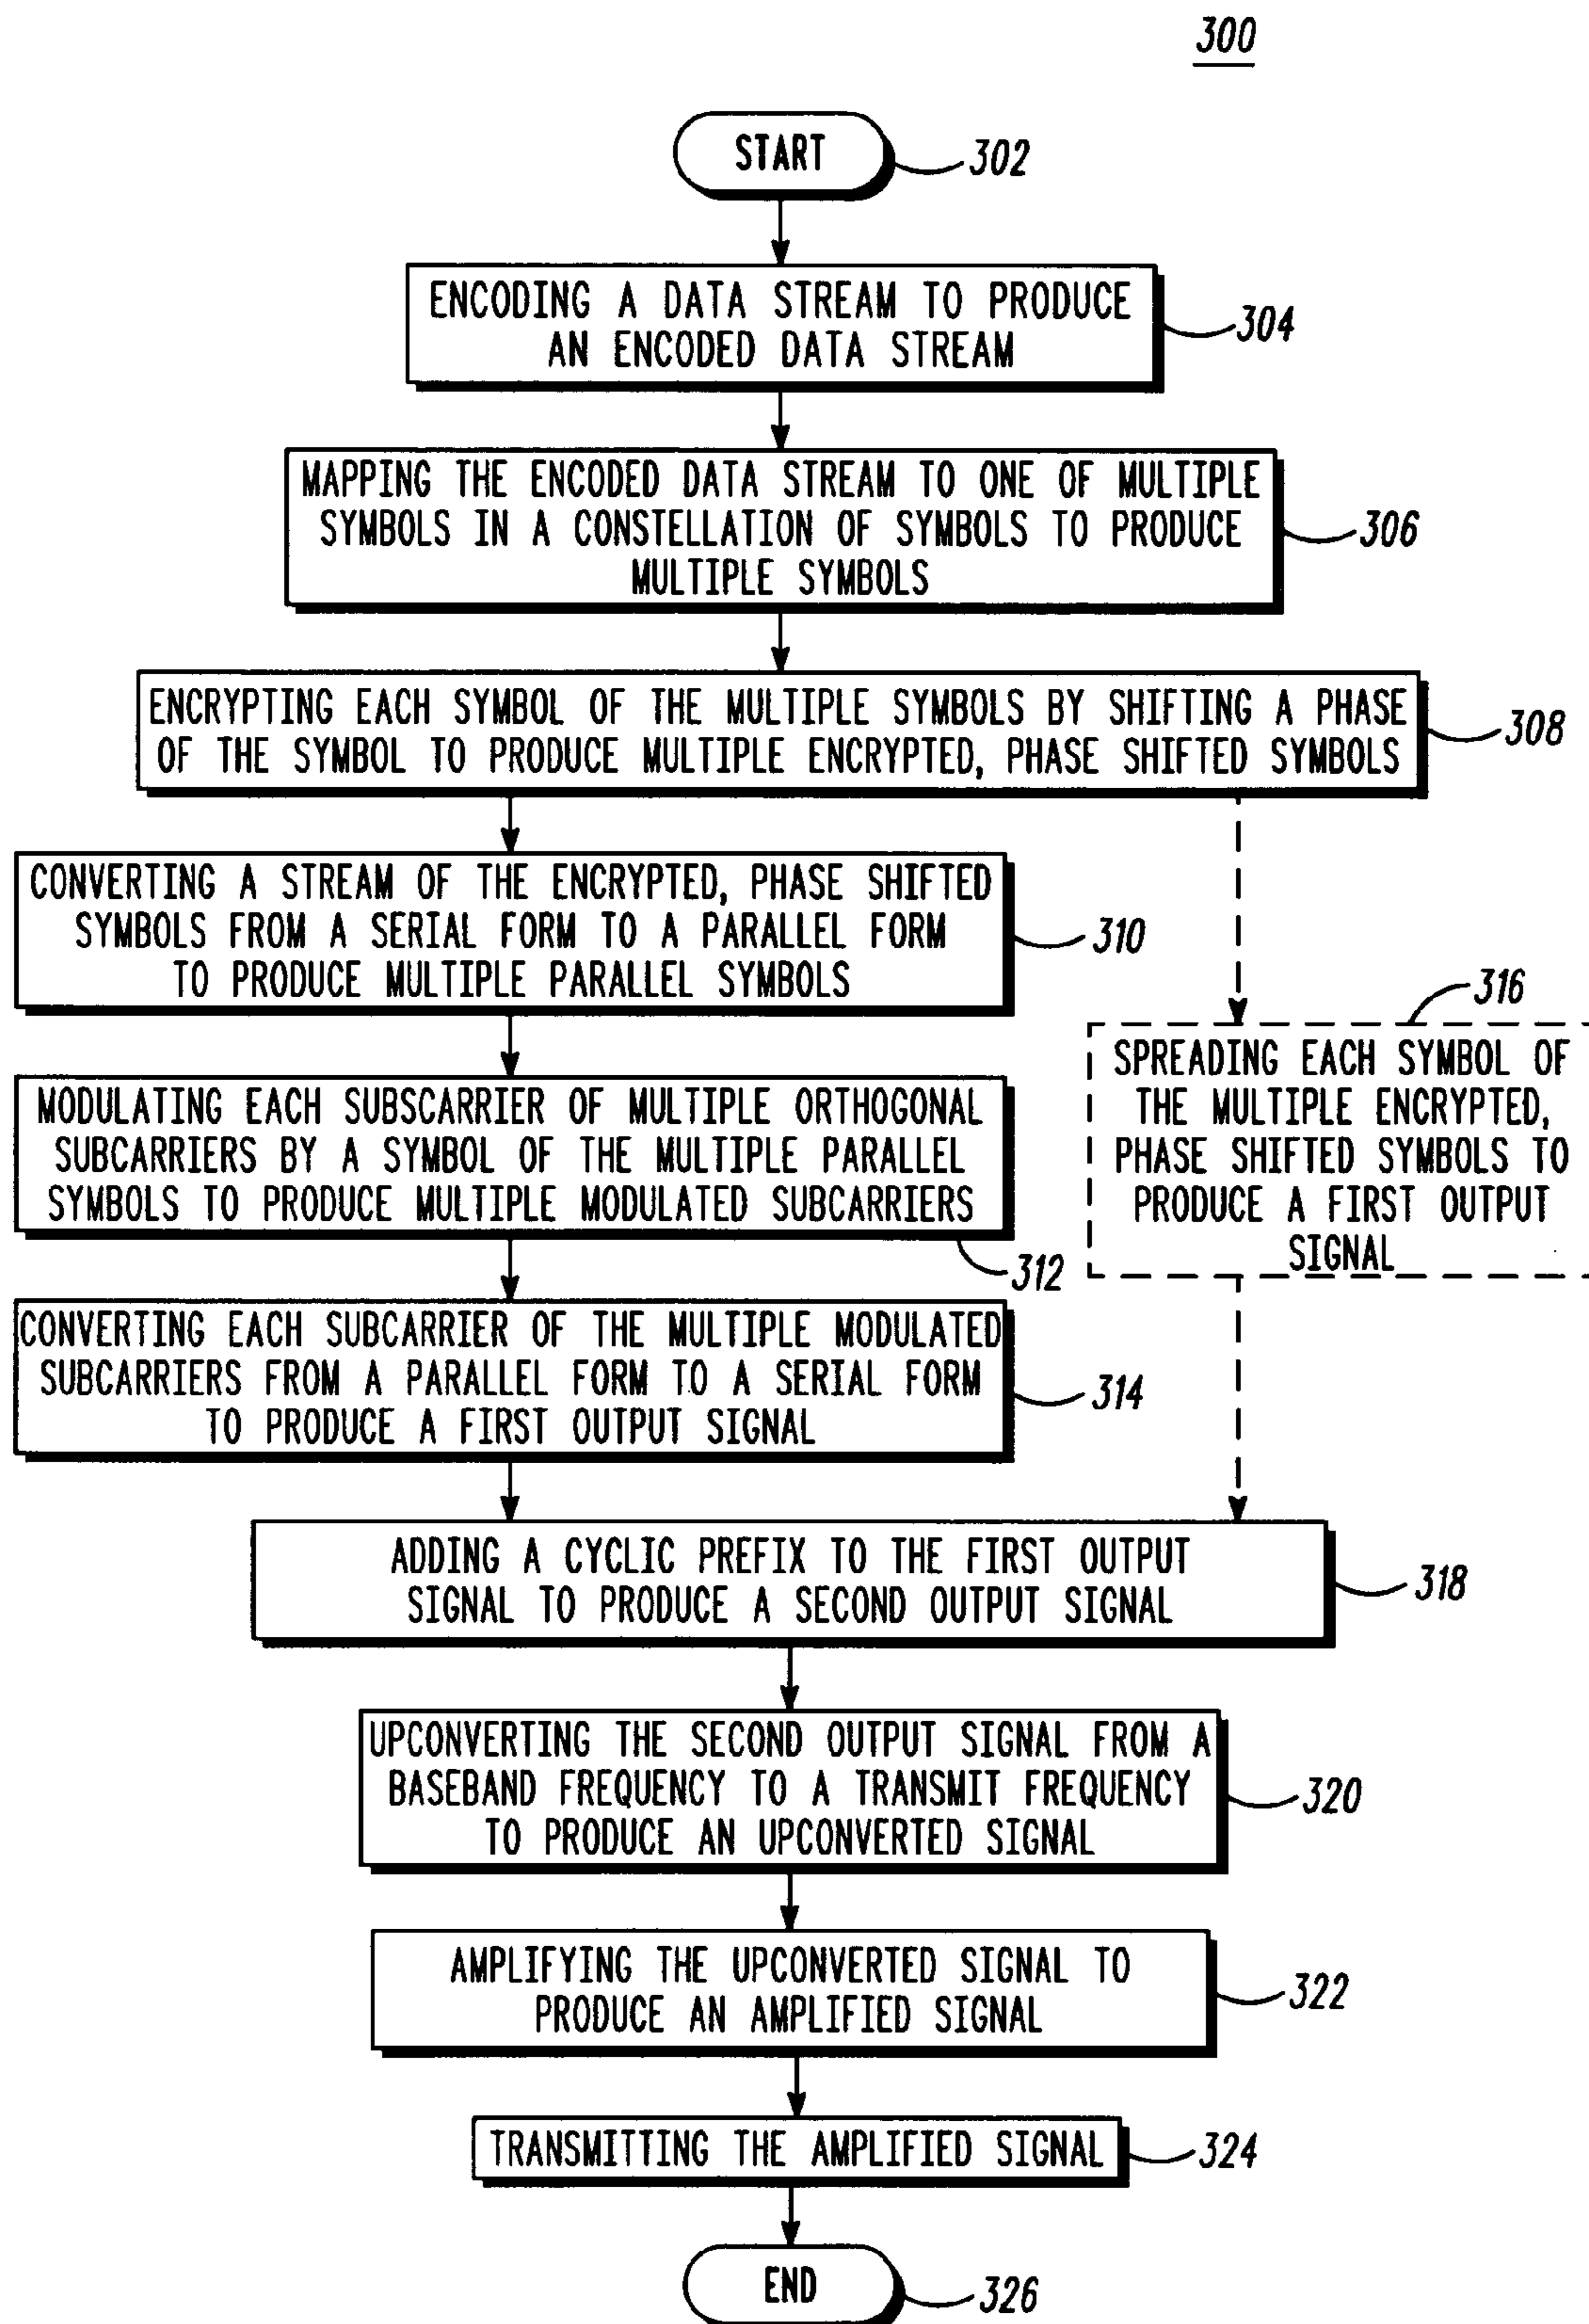 300
START
302
ENCODING A DATA STREAM TO PRODUCE
AN ENCODED DATA STREAM
304
MAPPING THE ENCODED DATA STREAM TO ONE OF MULTIPLE
SYMBOLS IN A CONSTELLATION OF SYMBOLS TO PRODUCE
MULTIPLE SYMBOLS
306
ENCRYPTING EACH SYMBOL OF THE MULTIPLE SYMBOLS BY SHIFTING A PHASE
OF THE SYMBOL TO PRODUCE MULTIPLE ENCRYPTED, PHASE SHIFTED SYMBOLS
308
CONVERTING A STREAM OF THE ENCRYPTED, PHASE SHIFTED
SYMBOLS FROM A SERIAL FORM TO A PARALLEL FORM
TO PRODUCE MULTIPLE PARALLEL SYMBOLS
310
MODULATING EACH SUBSCARRIER OF MULTIPLE ORTHOGONAL
SUBCARRIERS BY A SYMBOL OF THE MULTIPLE PARALLEL
SYMBOLS TO PRODUCE MULTIPLE MODULATED SUBCARRIERS
312
CONVERTING EACH SUBCARRIER OF THE MULTIPLE MODULATED
SUBCARRIERS FROM A PARALLEL FORM TO A SERIAL FORM
TO PRODUCE A FIRST OUTPUT SIGNAL
314
316
SPREADING EACH SYMBOL OF
THE MULTIPLE ENCRYPTED,
PHASE SHIFTED SYMBOLS TO
PRODUCE A FIRST OUTPUT
SIGNAL
ADDING A CYCLIC PREFIX TO THE FIRST OUTPUT
SIGNAL TO PRODUCE A SECOND OUTPUT SIGNAL
318
UPCONVERTING THE SECOND OUTPUT SIGNAL FROM A
BASEBAND FREQUENCY TO A TRANSMIT FREQUENCY
TO PRODUCE AN UPCONVERTED SIGNAL
320
AMPLIFYING THE UPCONVERTED SIGNAL TO
PRODUCE AN AMPLIFIED SIGNAL
322
TRANSMITTING THE AMPLIFIED SIGNAL
324
END
326